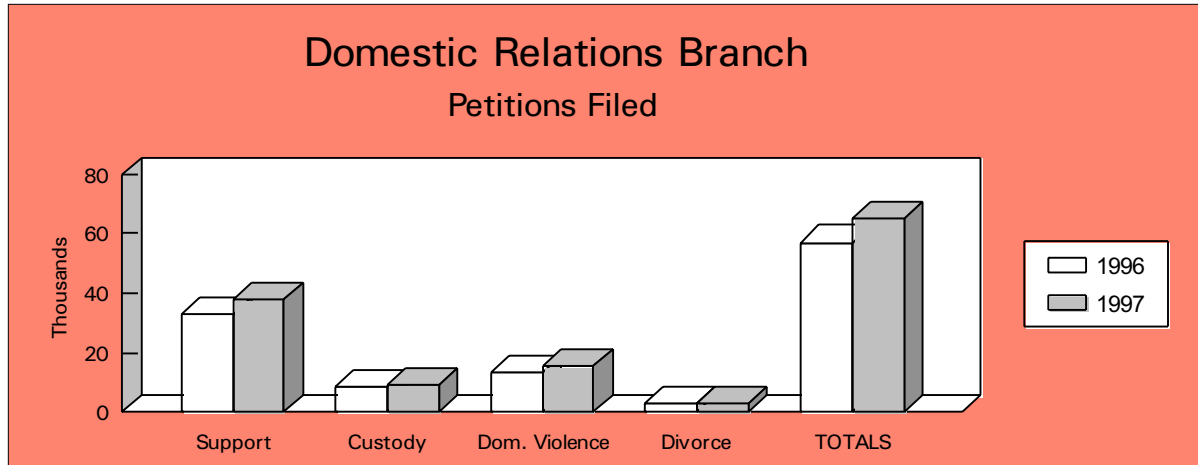 Domestic Relations Branch
Petitions Filed
80
60
40
20
0
Thousands
Support Custody Dom. Violence Divorce TOTALS
1996
1997